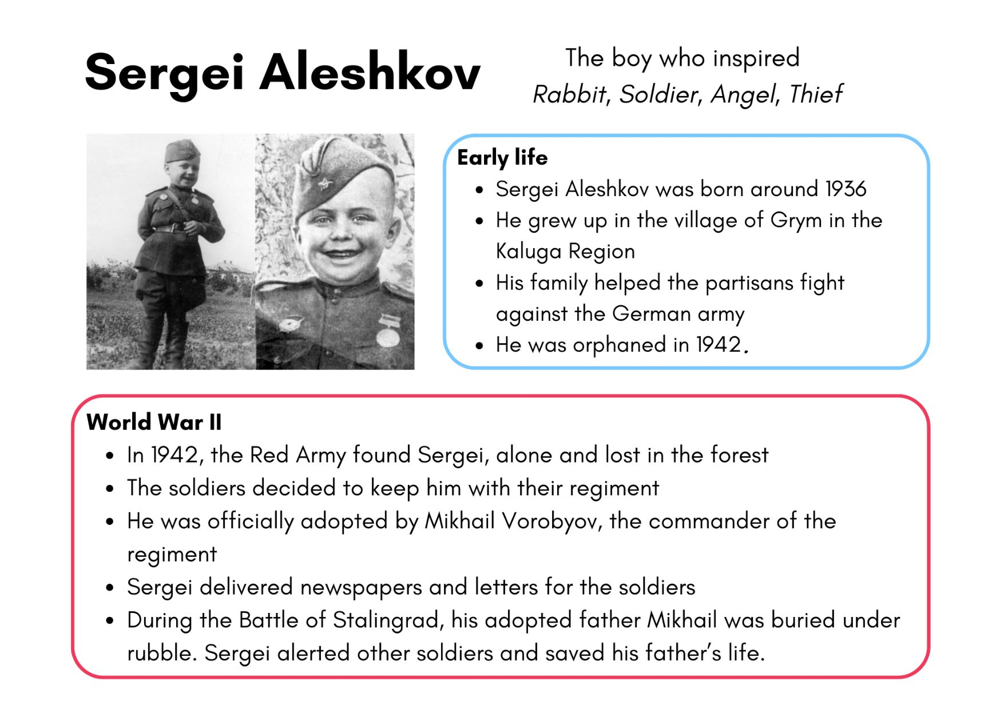 Sergei Aleshkov
The boy who inspired
Rabbit, Soldier, Angel, Thief
Early life
• Sergei Aleshkov was born around 1936
• He grew up in the village of Grym in the
Kaluga Region
• His family helped the partisans fight
against the German army
• He was orphaned in 1942.
World War II
• In 1942, the Red Army found Sergei, alone and lost in the forest
• The soldiers decided to keep him with their regiment
• He was officially adopted by Mikhail Vorobyov, the commander of the
regiment
• Sergei delivered newspapers and letters for the soldiers
• During the Battle of Stalingrad, his adopted father Mikhail was buried under
rubble. Sergei alerted other soldiers and saved his father’s life.